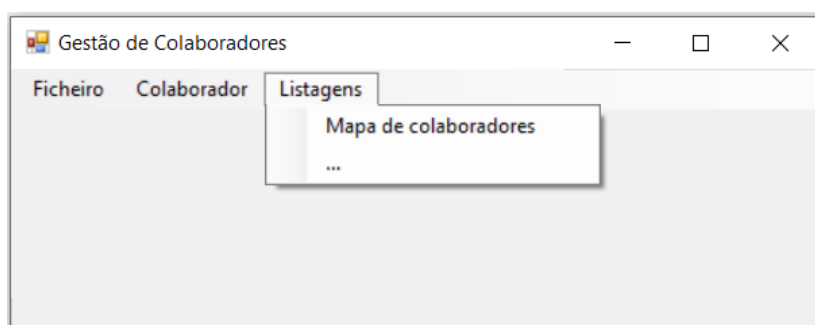 Gestão de Colaboradores
Ficheiro Colaborador Listagens
Mapa de colaboradores
...